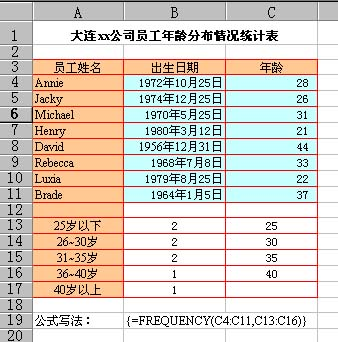 A B C
1 大连xx公司员工年龄分布情况统计表
2
3 员工姓名 出生日期 年龄
4 Annie 1972年10月25日 28
5 Jacky 1974年12月25日 26
6 Michael 1970年5月25日 31
7 Henry 1980年3月12日 21
8 David 1956年12月31日 44
9 Rebecca 1968年7月8日 33
10 Luxia 1979年8月25日 22
11 Brade 1964年1月5日 37
12
13 25岁以下 2 25
14 26~30岁 2 30
15 31~35岁 2 35
16 36~40岁 1 40
17 40岁以上 1
18
19 公式写法： {=FREQUENCY(C4:C11,C13:C16)}
20